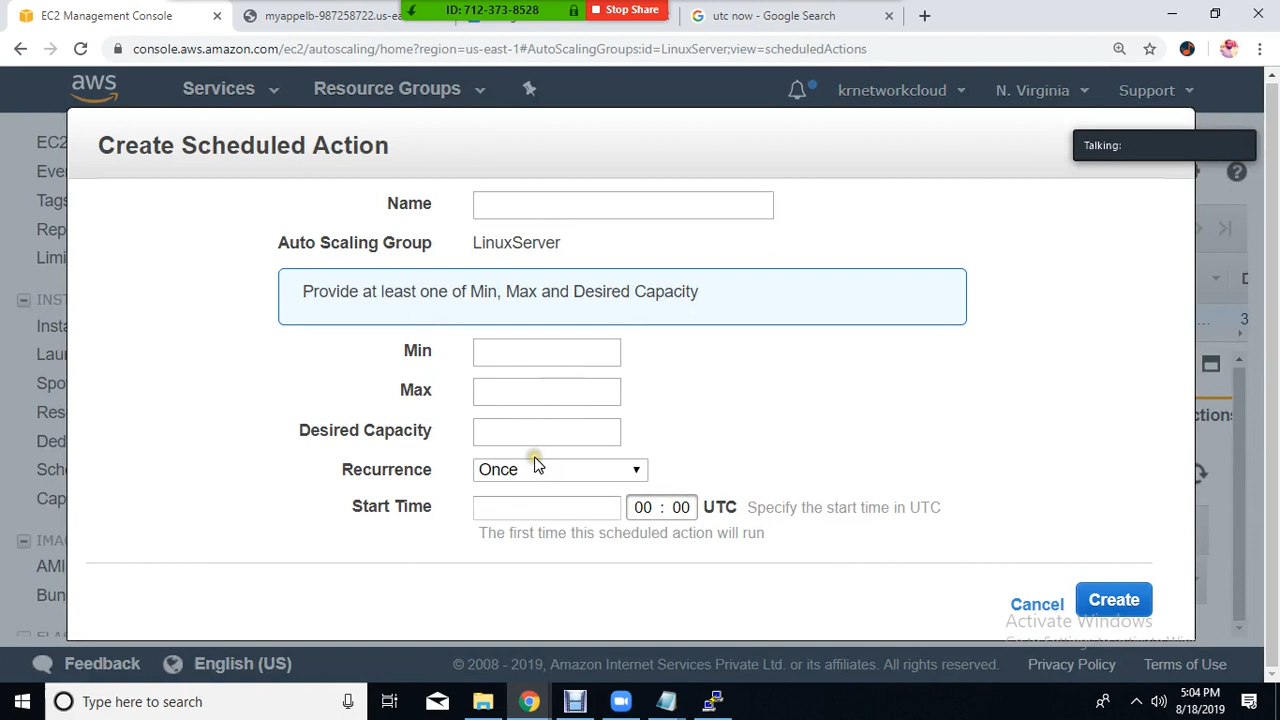 EC2 Management Console
myappelb-987258722.us-ea
ID: 712-373-8528
Stop Share
utc now - Google Search
console.aws.amazon.com/ec2/autoscaling/home?region=us-east-1#AutoScalingGroups:id=LinuxServer;view=scheduledActions
aws Services Resource Groups krnetworkcloud N. Virginia Support
Create Scheduled Action
Talking:
EC2
Eve
Tags
Rep
Limi
INS
Insta
Lau
Spo
Res
Ded
Sch
Cap
IMA
AMI
Bun
Name
Auto Scaling Group LinuxServer
Provide at least one of Min, Max and Desired Capacity
Min
Max
Desired Capacity
Recurrence Once
Start Time 00 : 00 UTC Specify the start time in UTC
The first time this scheduled action will run
Cancel Create
Activate Windows
Feedback English (US) © 2008 - 2019, Amazon Internet Services Private Ltd. or its affiliates. All rights reserved. Privacy Policy Terms of Use
Type here to search
5:04 PM
8/18/2019